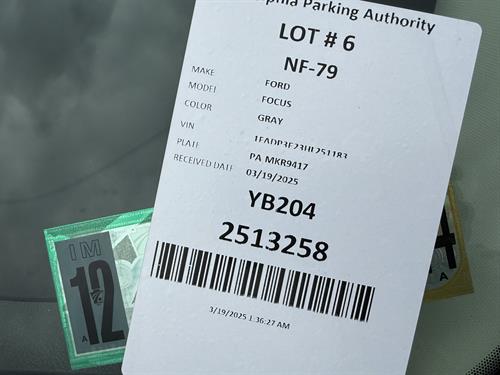 Parking Authority
LOT # 6
NF-79
MAKE FORD
MODEL FOCUS
COLOR GRAY
VIN
PLATE PA MKR9417
RECEIVED DATE 03/19/2025
YB204
2513258
3/19/2025 1:36:27 AM
IM
12
A
4
A